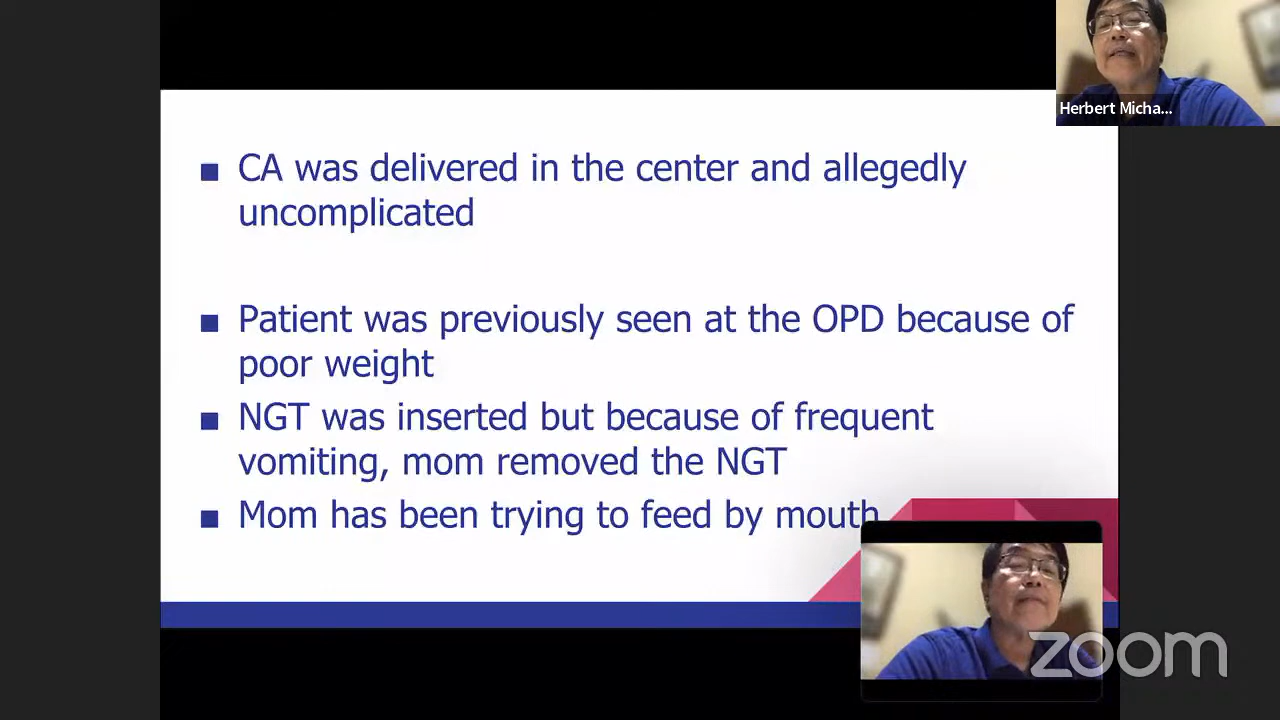 Herbert Micha...
■ CA was delivered in the center and allegedly
uncomplicated
■ Patient was previously seen at the OPD because of
poor weight
■ NGT was inserted but because of frequent
vomiting, mom removed the NGT
■ Mom has been trying to feed by mouth
zoom